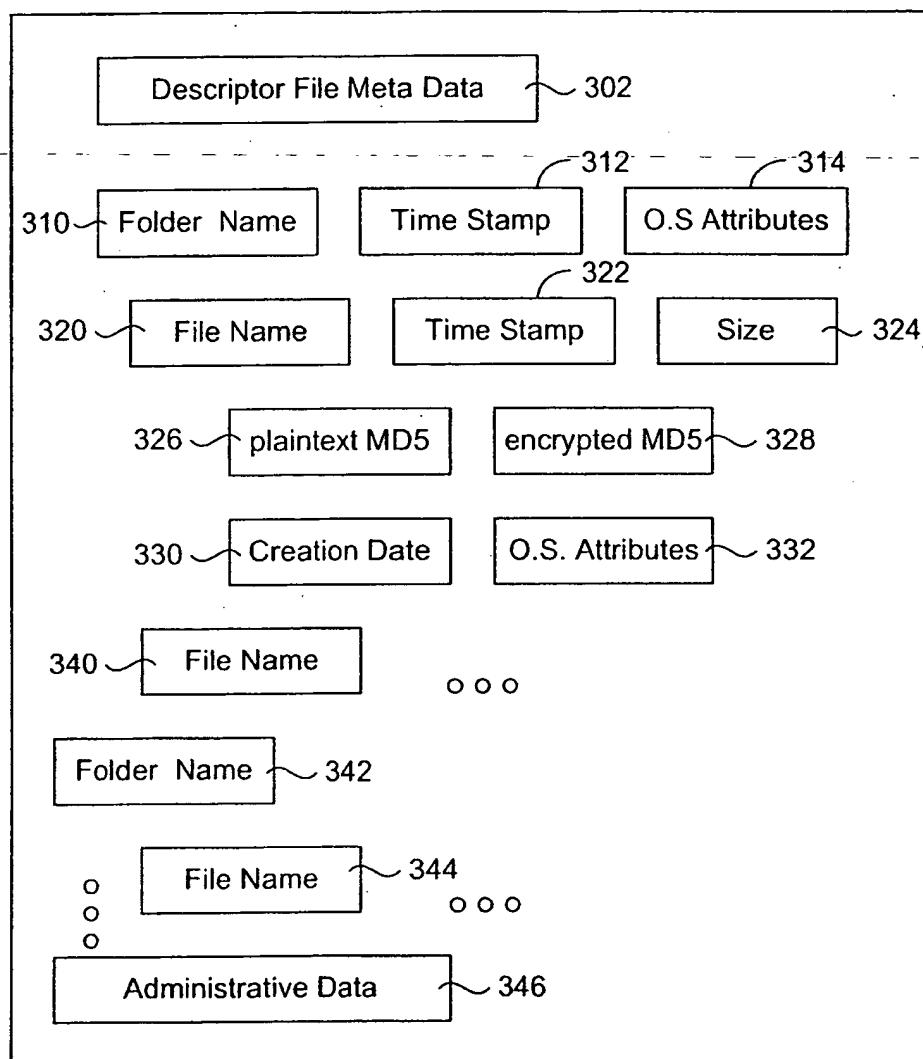 Descriptor File Meta Data 302
312 314
310 Folder Name Time Stamp O.S Attributes
322
320 File Name Time Stamp Size 324
326 plaintext MD5 encrypted MD5 328
330 Creation Date O.S. Attributes 332
340 File Name
Folder Name 342
File Name 344
Administrative Data 346